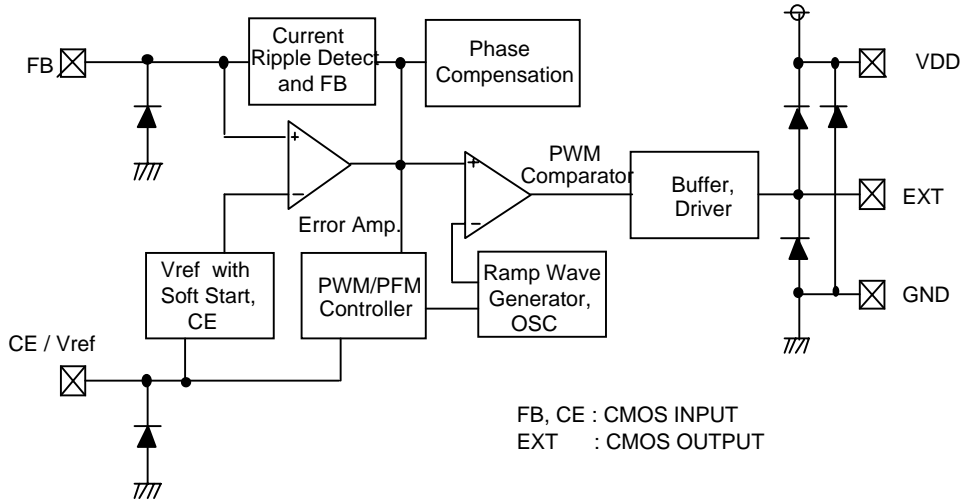 Current
Ripple Detect
and FB
Phase
Compensation
FB
VDD
+
-
Error Amp.
+
-
PWM
Comparator
Buffer,
Driver
EXT
Vref with
Soft Start,
CE
PWM/PFM
Controller
Ramp Wave
Generator,
OSC
GND
CE / Vref
FB, CE : CMOS INPUT
EXT : CMOS OUTPUT